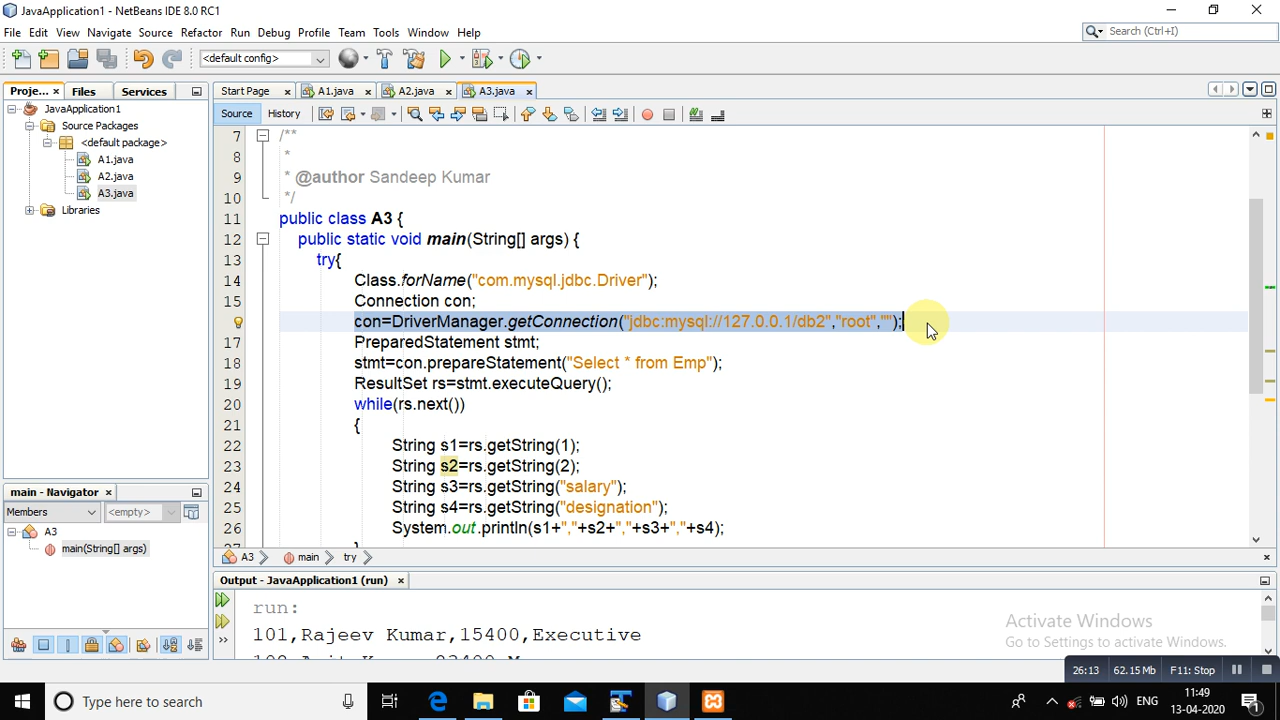 JavaApplication1 - NetBeans IDE 8.0 RC1
File Edit View Navigate Source Refactor Run Debug Profile Team Tools Window Help
Search (Ctrl+I)
<default config>
Proje... Files Services
Start Page A1.java A2.java A3.java
JavaApplication1
Source Packages
<default package>
A1.java
A2.java
A3.java
Libraries
Source History
7 /**
8 *
9 * @author Sandeep Kumar
10 */
11 public class A3 {
12 public static void main(String[] args) {
13 try{
14 Class.forName("com.mysql.jdbc.Driver");
15 Connection con;
con=DriverManager.getConnection("jdbc:mysql://127.0.0.1/db2","root","");
17 PreparedStatement stmt;
18 stmt=con.prepareStatement("Select * from Emp");
19 ResultSet rs=stmt.executeQuery();
20 while(rs.next())
21 {
22 String s1=rs.getString(1);
23 String s2=rs.getString(2);
24 String s3=rs.getString("salary");
25 String s4=rs.getString("designation");
26 System.out.println(s1+","+s2+","+s3+","+s4);
main - Navigator
Members <empty>
A3
main(String[] args)
A3 main try
Output - JavaApplication1 (run)
run:
101,Rajeev Kumar,15400,Executive
Activate Windows
Go to Settings to activate Windows.
26:13 62.15 Mb F11: Stop
Type here to search
ENG
11:49
13-04-2020
1